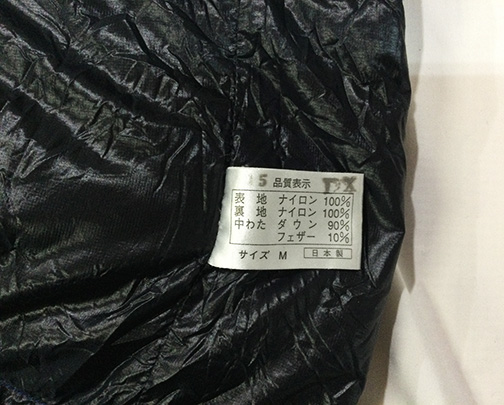 品質表示 DX
表地 ナイロン 100%
裏地 ナイロン 100%
中わた ダウン 90%
フェザー 10%
サイズ M 日本製